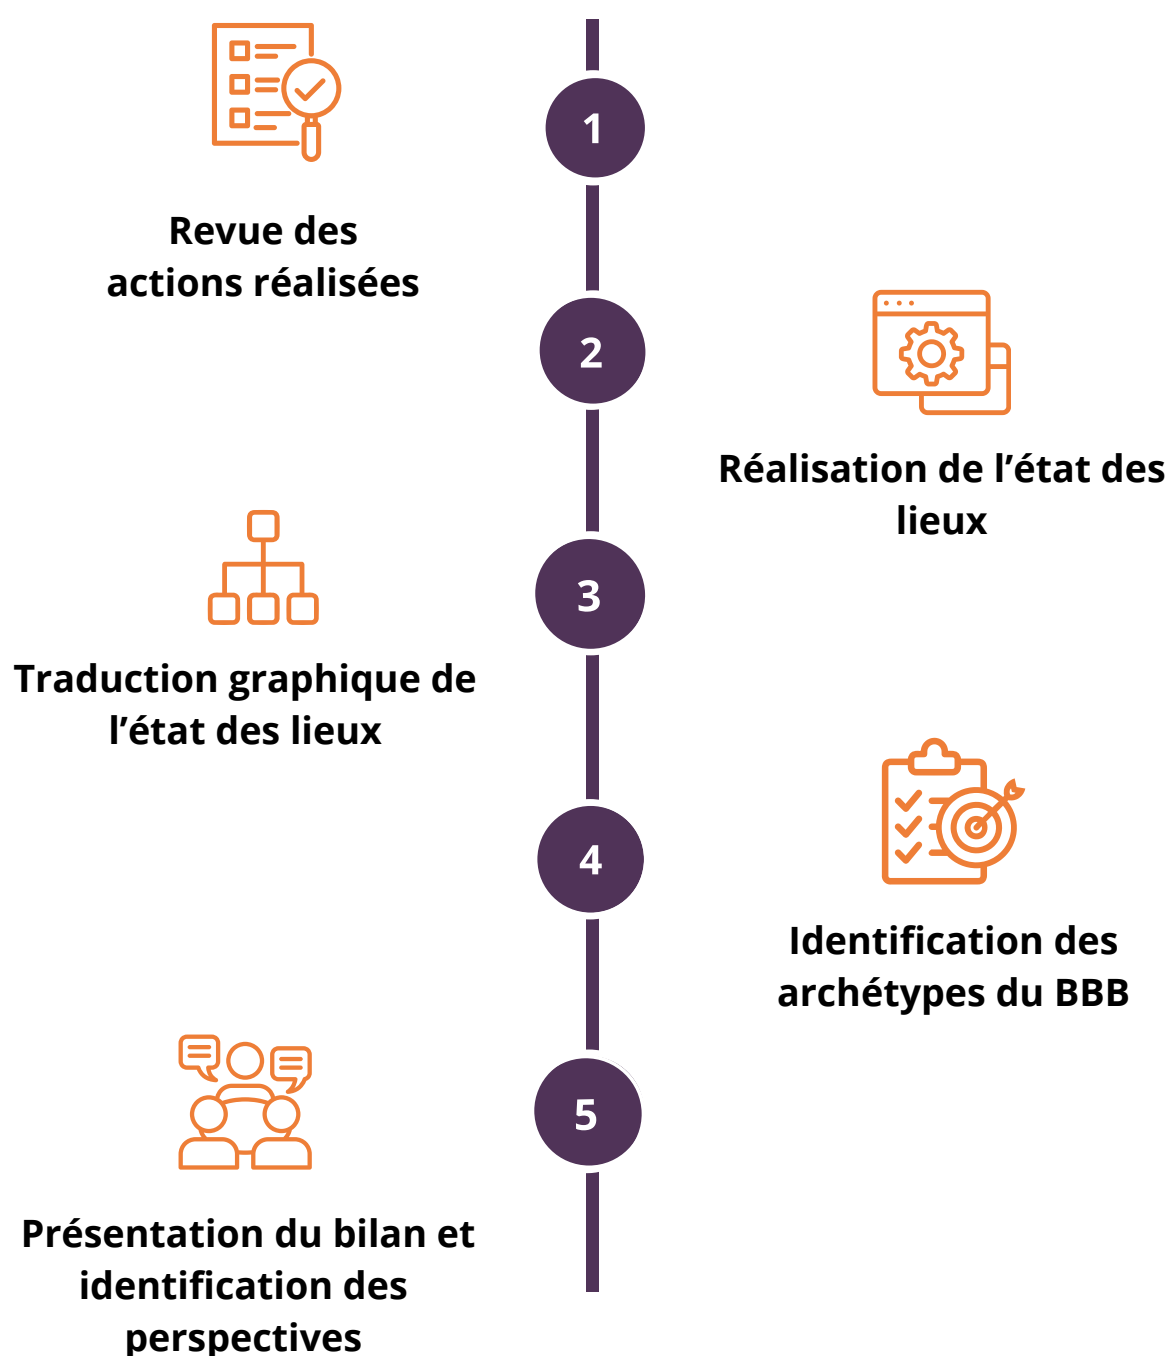 1
Revue des
actions réalisées
2
Réalisation de l’état des
lieux
3
Traduction graphique de
l’état des lieux
4
Identification des
archétypes du BBB
5
Présentation du bilan et
identification des
perspectives